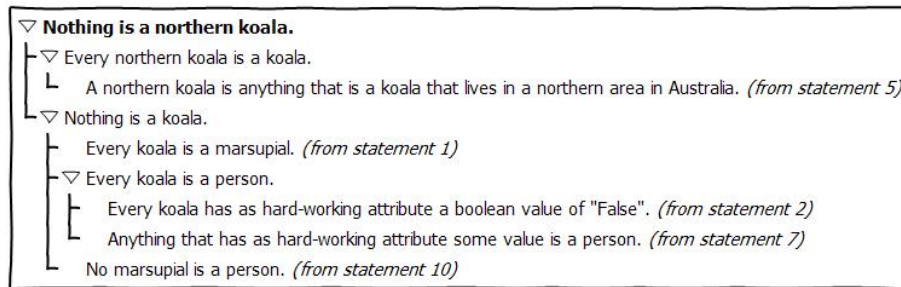 Nothing is a northern koala.
Every northern koala is a koala.
A northern koala is anything that is a koala that lives in a northern area in Australia. (from statement 5)
Nothing is a koala.
Every koala is a marsupial. (from statement 1)
Every koala is a person.
Every koala has as hard-working attribute a boolean value of "False". (from statement 2)
Anything that has as hard-working attribute some value is a person. (from statement 7)
No marsupial is a person. (from statement 10)